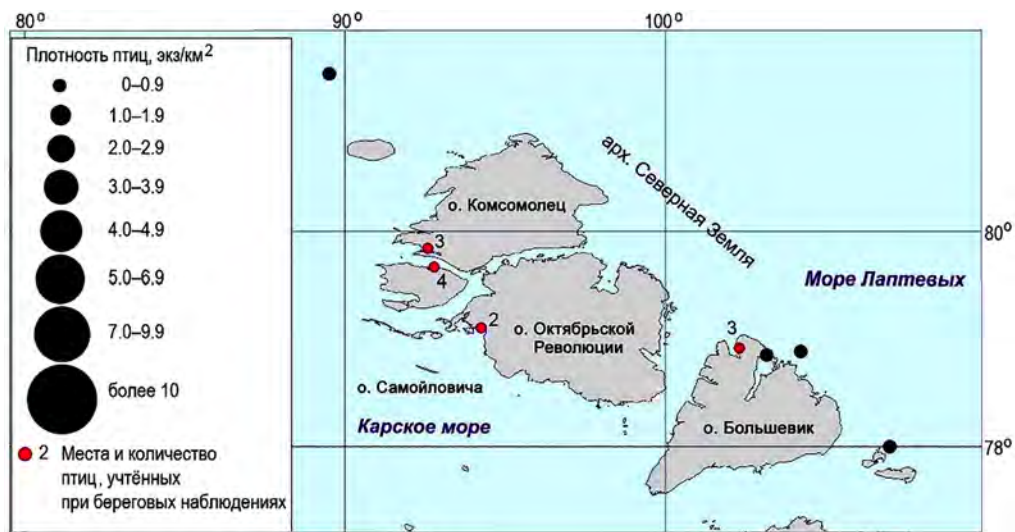 80° 90° 100°
Плотность птиц, экз/км2
0–0.9
1.0–1.9
2.0–2.9
3.0–3.9
4.0–4.9
5.0–6.9
7.0–9.9
более 10
2 Места и количество
птиц, учтённых
при береговых наблюдениях
арх. Северная Земля
о. Комсомолец
80°
3
4
Море Лаптевых
2
о. Октябрьской
Революции
3
о. Самойловича
Карское море
о. Большевик
78°